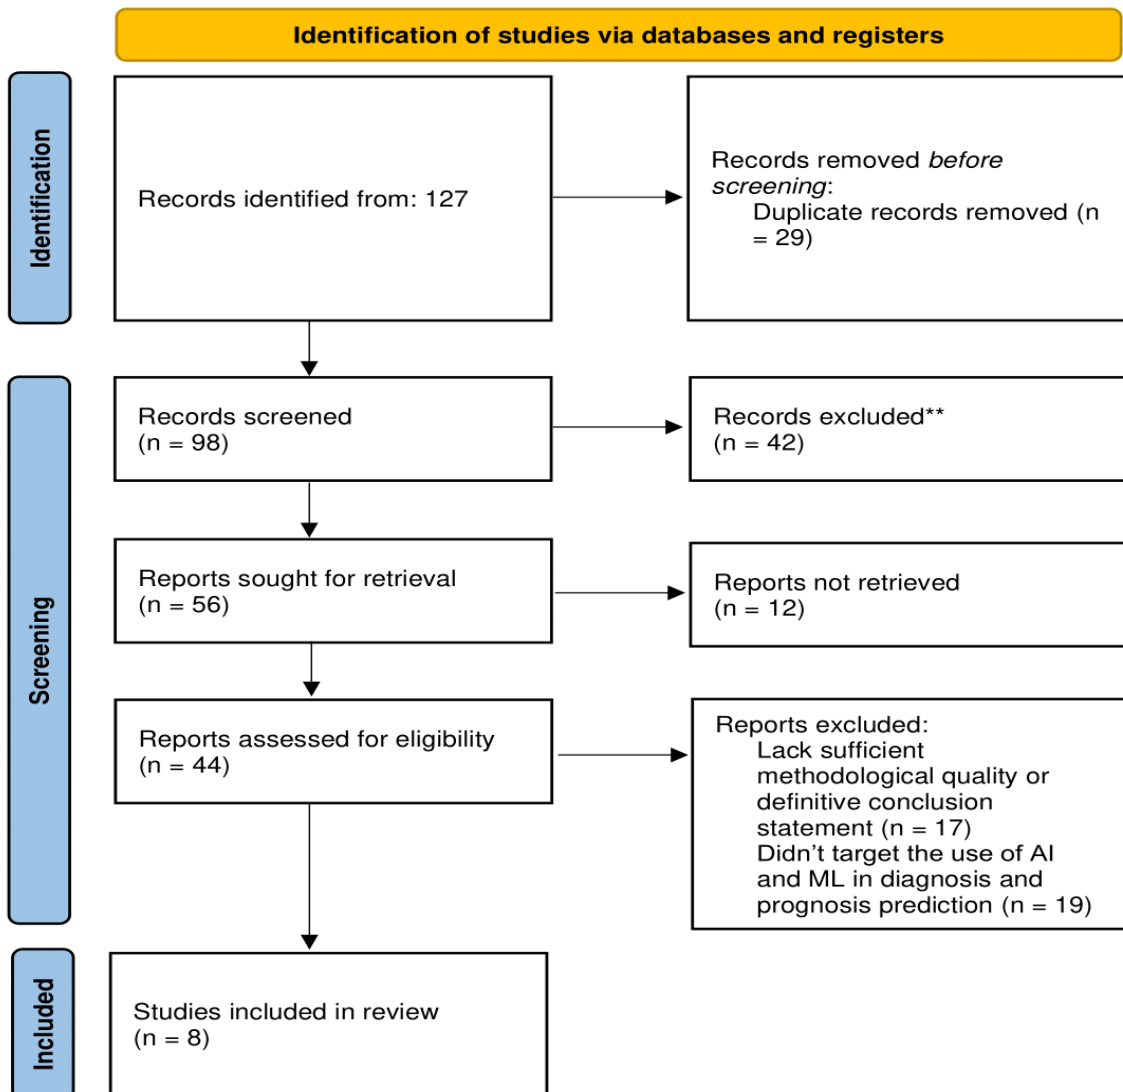 Identification of studies via databases and registers
Identification
Records identified from: 127
Records removed before
screening:
Duplicate records removed (n
= 29)
Screening
Records screened
(n = 98)
Records excluded**
(n = 42)
Reports sought for retrieval
(n = 56)
Reports not retrieved
(n = 12)
Reports assessed for eligibility
(n = 44)
Reports excluded:
Lack sufficient
methodological quality or
definitive conclusion
statement (n = 17)
Didn’t target the use of AI
and ML in diagnosis and
prognosis prediction (n = 19)
Included
Studies included in review
(n = 8)